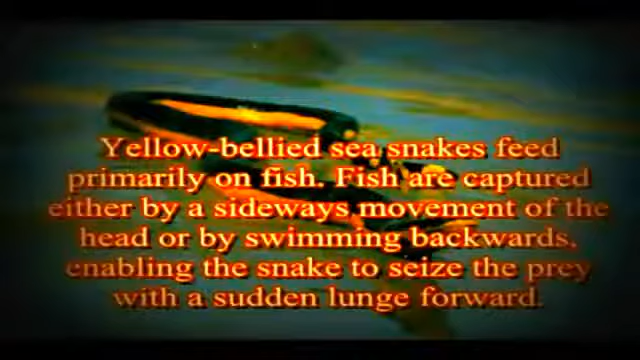 Yellow-bellied sea snakes feed
primarily on fish. Fish are captured
either by a sideways movement of the
head or by swimming backwards,
enabling the snake to seize the prey
with a sudden lunge forward.